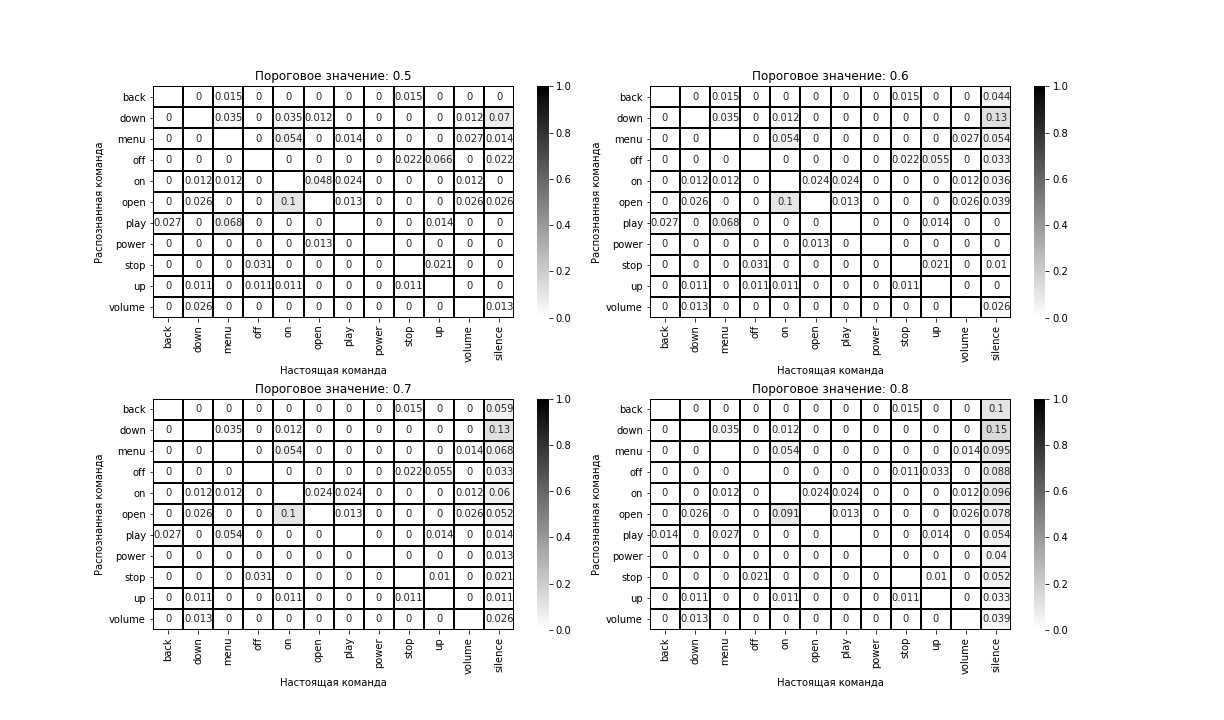 Пороговое значение: 0.5
Распознанная команда
back 0 0.015 0 0 0 0 0 0.015 0 0 0
down 0 0.035 0 0.035 0.012 0 0 0 0 0.012 0.07
menu 0 0 0 0.054 0 0.014 0 0 0 0.027 0.014
off 0 0 0 0 0 0 0 0.022 0.066 0 0.022
on 0 0.012 0.012 0 0.048 0.024 0 0 0 0.012 0
open 0 0.026 0 0 0.1 0.013 0 0 0 0.026 0.026
play 0.027 0 0.068 0 0 0 0 0 0.014 0 0
power 0 0 0 0 0 0.013 0 0 0 0 0
stop 0 0 0 0.031 0 0 0 0 0.021 0 0
up 0 0.011 0 0.011 0.011 0 0 0 0.011 0 0
volume 0 0.026 0 0 0 0 0 0 0 0 0.013
back down menu off on open play power stop up volume silence
Настоящая команда
1.0
0.8
0.6
0.4
0.2
0.0
Пороговое значение: 0.6
Распознанная команда
back 0 0.015 0 0 0 0 0 0.015 0 0 0.044
down 0 0.035 0 0.012 0 0 0 0 0 0 0.13
menu 0 0 0 0.054 0 0 0 0 0 0.027 0.054
off 0 0 0 0 0 0 0 0.022 0.055 0 0.033
on 0 0.012 0.012 0 0.024 0.024 0 0 0 0.012 0.036
open 0 0.026 0 0 0.1 0.013 0 0 0 0.026 0.039
play 0.027 0 0.068 0 0 0 0 0 0.014 0 0
power 0 0 0 0 0 0.013 0 0 0 0 0
stop 0 0 0 0.031 0 0 0 0 0.021 0 0.01
up 0 0.011 0 0.011 0.011 0 0 0 0.011 0 0
volume 0 0.013 0 0 0 0 0 0 0 0 0.026
back down menu off on open play power stop up volume silence
Настоящая команда
1.0
0.8
0.6
0.4
0.2
0.0
Пороговое значение: 0.7
Распознанная команда
back 0 0 0 0 0 0 0 0.015 0 0 0.059
down 0 0.035 0 0.012 0 0 0 0 0 0 0.13
menu 0 0 0 0.054 0 0 0 0 0 0.014 0.068
off 0 0 0 0 0 0 0 0.022 0.055 0 0.033
on 0 0.012 0.012 0 0.024 0.024 0 0 0 0.012 0.06
open 0 0.026 0 0 0.1 0.013 0 0 0 0.026 0.052
play 0.027 0 0.054 0 0 0 0 0 0.014 0 0.014
power 0 0 0 0 0 0 0 0 0 0 0.013
stop 0 0 0 0.031 0 0 0 0 0.01 0 0.021
up 0 0.011 0 0 0.011 0 0 0 0.011 0 0.011
volume 0 0.013 0 0 0 0 0 0 0 0 0.026
back down menu off on open play power stop up volume silence
Настоящая команда
1.0
0.8
0.6
0.4
0.2
0.0
Пороговое значение: 0.8
Распознанная команда
back 0 0 0 0 0 0 0 0.015 0 0 0.1
down 0 0.035 0 0.012 0 0 0 0 0 0 0.15
menu 0 0 0 0.054 0 0 0 0 0 0.014 0.095
off 0 0 0 0 0 0 0 0.011 0.033 0 0.088
on 0 0 0.012 0 0.024 0.024 0 0 0 0.012 0.096
open 0 0.026 0 0 0.091 0.013 0 0 0 0.026 0.078
play 0.014 0 0.027 0 0 0 0 0 0.014 0 0.054
power 0 0 0 0 0 0 0 0 0 0 0.04
stop 0 0 0 0.021 0 0 0 0 0.01 0 0.052
up 0 0.011 0 0 0.011 0 0 0 0.011 0 0.033
volume 0 0.013 0 0 0 0 0 0 0 0 0.039
back down menu off on open play power stop up volume silence
Настоящая команда
1.0
0.8
0.6
0.4
0.2
0.0